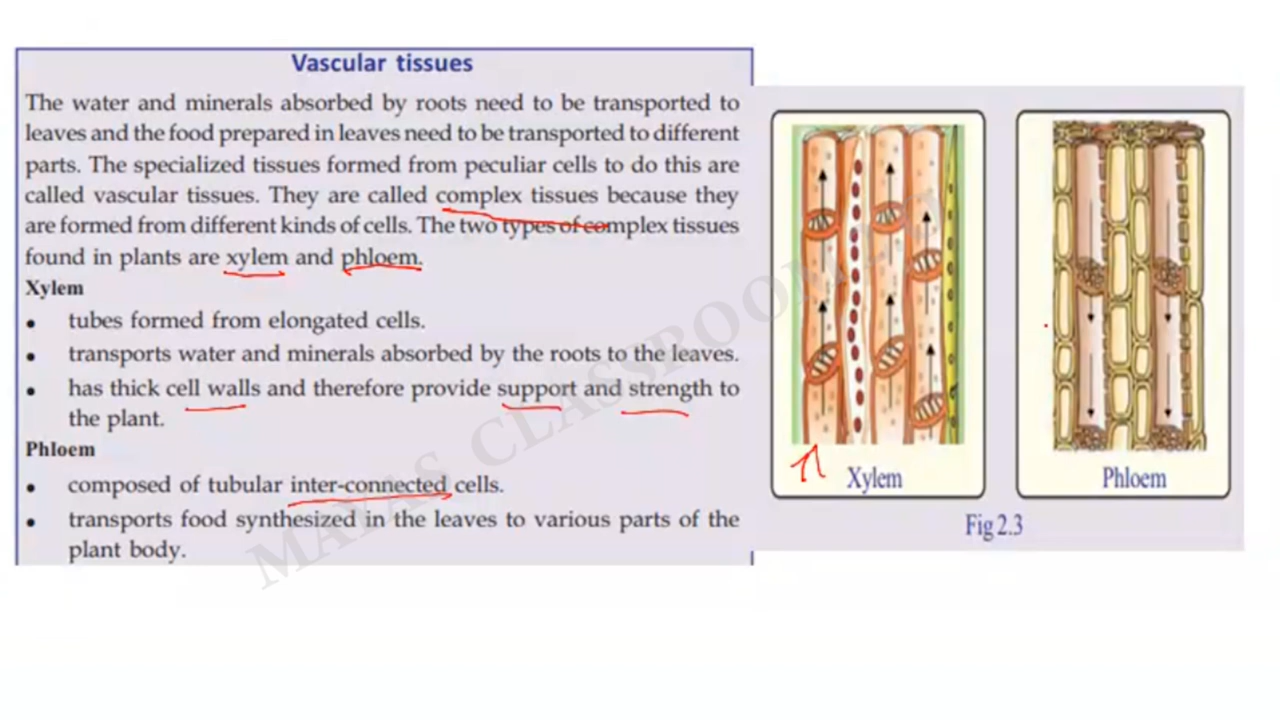 Vascular tissues
The water and minerals absorbed by roots need to be transported to
leaves and the food prepared in leaves need to be transported to different
parts. The specialized tissues formed from peculiar cells to do this are
called vascular tissues. They are called complex tissues because they
are formed from different kinds of cells. The two types of complex tissues
found in plants are xylem and phloem.
Xylem
• tubes formed from elongated cells.
• transports water and minerals absorbed by the roots to the leaves.
• has thick cell walls and therefore provide support and strength to
the plant.
Phloem
• composed of tubular inter-connected cells.
• transports food synthesized in the leaves to various parts of the
plant body.
Xylem
Phloem
Fig 2.3
MAYAS CLASSROOM